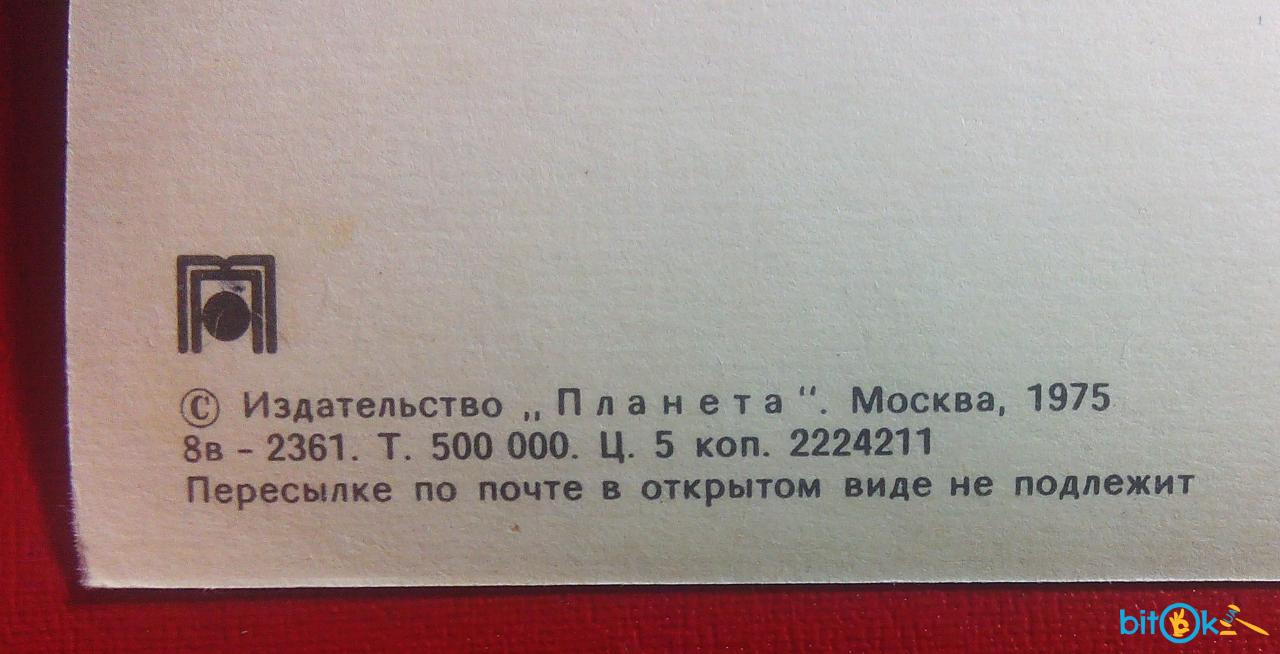 © Издательство „Планета“. Москва, 1975
8в – 2361. Т. 500 000. Ц. 5 коп. 2224211
Пересылке по почте в открытом виде не подлежит
bitOk.UA